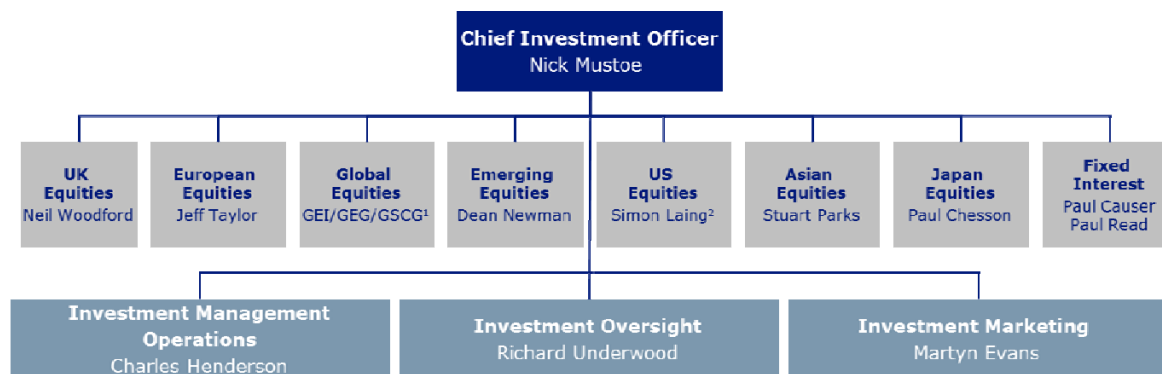 Chief Investment Officer
Nick Mustoe
UK
Equities
Neil Woodford
European
Equities
Jeff Taylor
Global
Equities
GEI/GEG/GSCG¹
Emerging
Equities
Dean Newman
US
Equities
Simon Laing²
Asian
Equities
Stuart Parks
Japan
Equities
Paul Chesson
Fixed
Interest
Paul Causer
Paul Read
Investment Management
Operations
Charles Henderson
Investment Oversight
Richard Underwood
Investment Marketing
Martyn Evans